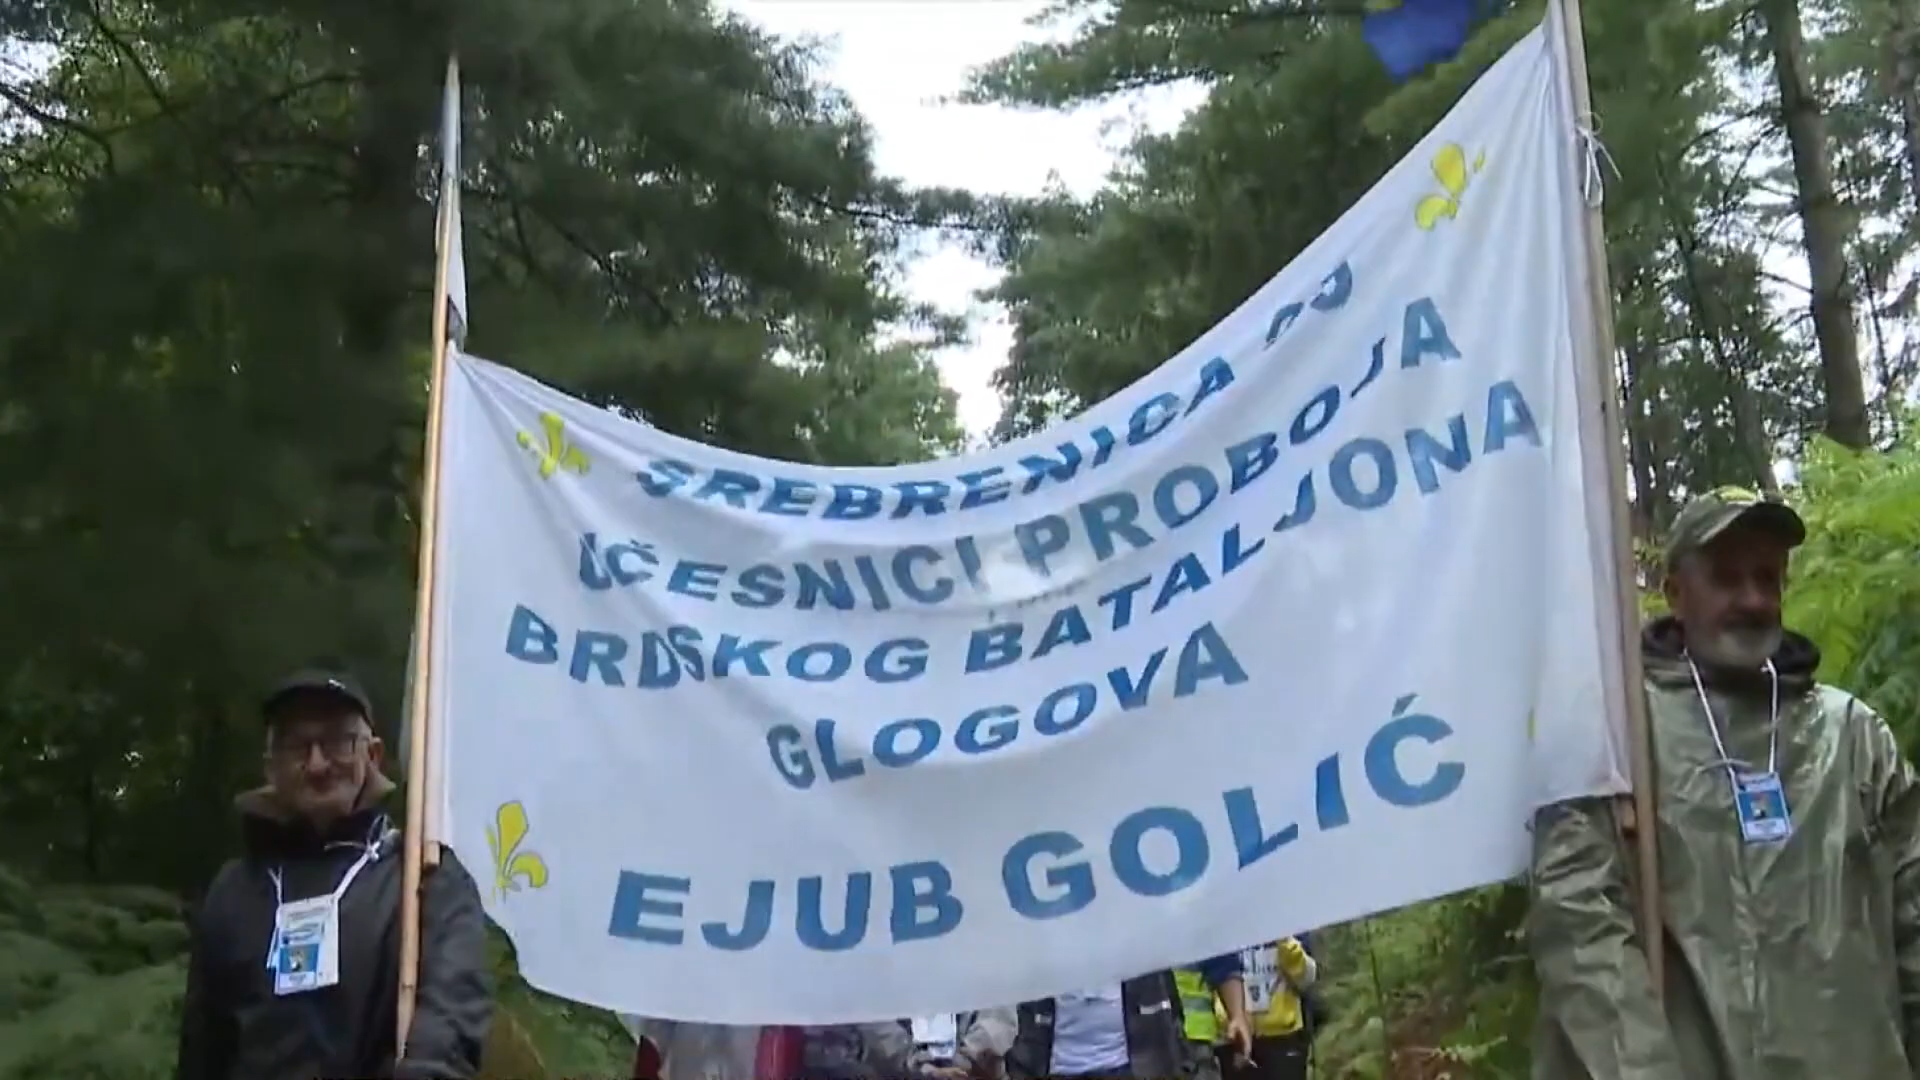 SREBRENICA
UČESNICI PROBOJA
BRDSKOG BATALJONA
GLOGOVA
EJUB GOLIĆ